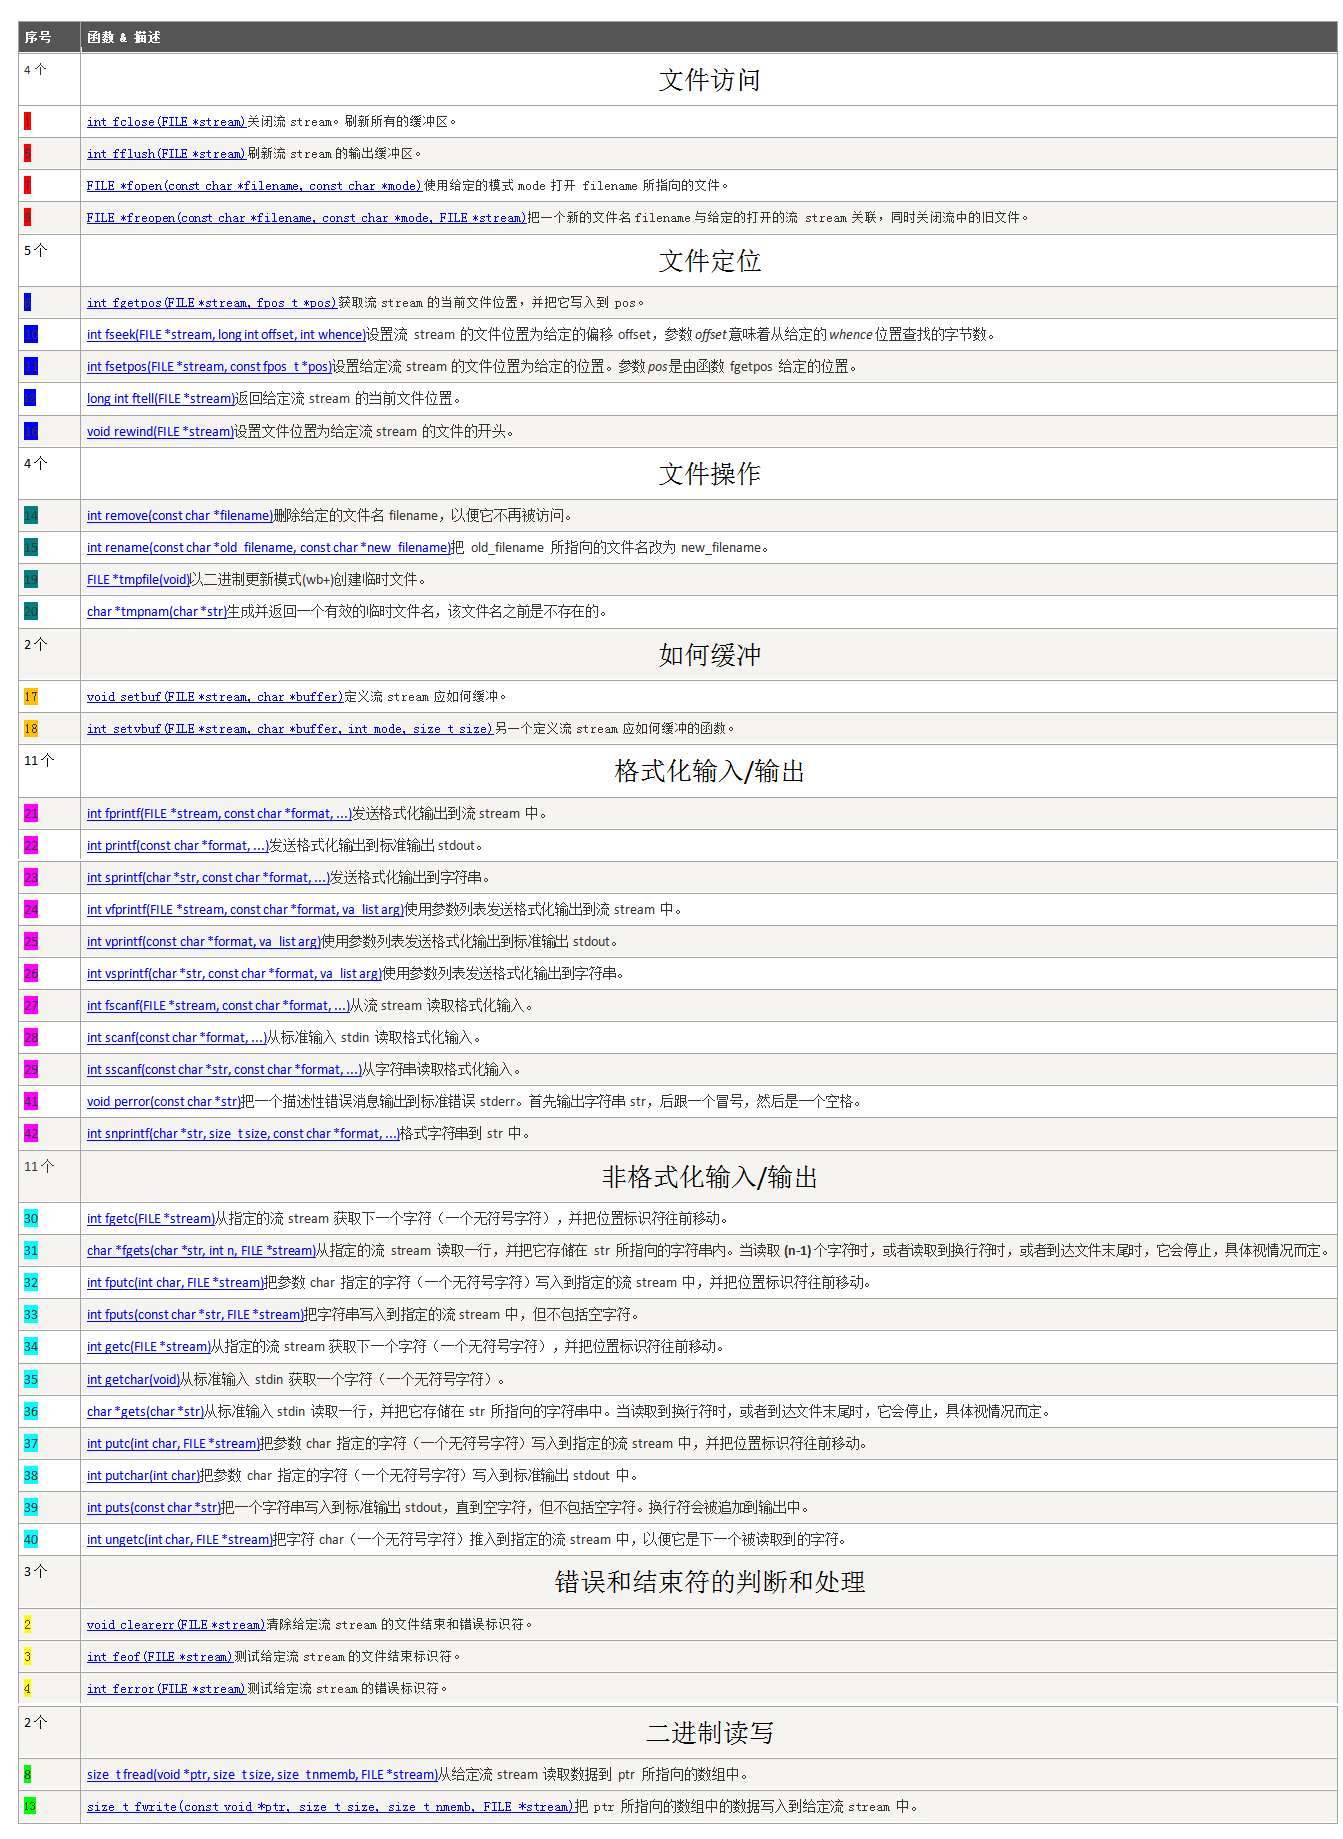 序号 函数 & 描述
4 个 文件访问
int fclose(FILE *stream)关闭流 stream。刷新所有的缓冲区。
int fflush(FILE *stream)刷新流 stream 的输出缓冲区。
7 FILE *fopen(const char *filename, const char *mode)使用给定的模式 mode 打开 filename 所指向的文件。
FILE *freopen(const char *filename, const char *mode, FILE *stream)把一个新的文件名 filename 与给定的打开的流 stream 关联，同时关闭流中的旧文件。
5 个 文件定位
int fgetpos(FILE *stream, fpos_t *pos)获取流 stream 的当前文件位置，并把它写入到 pos。
10 int fseek(FILE *stream, long int offset, int whence)设置流 stream 的文件位置为给定的偏移 offset，参数 offset 意味着从给定的 whence 位置查找的字节数。
11 int fsetpos(FILE *stream, const fpos_t *pos)设置给定流 stream 的文件位置为给定的位置。参数 pos是由函数 fgetpos 给定的位置。
12 long int ftell(FILE *stream)返回给定流 stream 的当前文件位置。
16 void rewind(FILE *stream)设置文件位置为给定流 stream 的文件的开头。
4 个 文件操作
14 int remove(const char *filename)删除给定的文件名 filename，以便它不再被访问。
15 int rename(const char *old_filename, const char *new_filename)把 old_filename 所指向的文件名改为 new_filename。
19 FILE *tmpfile(void)以二进制更新模式(wb+)创建临时文件。
20 char *tmpnam(char *str)生成并返回一个有效的临时文件名，该文件名之前是不存在的。
2 个 如何缓冲
17 void setbuf(FILE *stream, char *buffer)定义流 stream 应如何缓冲。
18 int setvbuf(FILE *stream, char *buffer, int mode, size_t size)另一个定义流 stream 应如何缓冲的函数。
11 个 格式化输入/输出
21 int fprintf(FILE *stream, const char *format, ...)发送格式化输出到流 stream 中。
22 int printf(const char *format, ...)发送格式化输出到标准输出 stdout。
23 int sprintf(char *str, const char *format, ...)发送格式化输出到字符串。
24 int vfprintf(FILE *stream, const char *format, va_list arg)使用参数列表发送格式化输出到流 stream 中。
25 int vprintf(const char *format, va_list arg)使用参数列表发送格式化输出到标准输出 stdout。
26 int vsprintf(char *str, const char *format, va_list arg)使用参数列表发送格式化输出到字符串。
27 int fscanf(FILE *stream, const char *format, ...)从流 stream 读取格式化输入。
28 int scanf(const char *format, ...)从标准输入 stdin 读取格式化输入。
29 int sscanf(const char *str, const char *format, ...)从字符串读取格式化输入。
41 void perror(const char *str)把一个描述性错误消息输出到标准错误 stderr。首先输出字符串 str，后跟一个冒号，然后是一个空格。
42 int snprintf(char *str, size_t size, const char *format, ...)格式字符串到 str 中。
11 个 非格式化输入/输出
30 int fgetc(FILE *stream)从指定的流 stream 获取下一个字符（一个无符号字符），并把位置标识符往前移动。
31 char *fgets(char *str, int n, FILE *stream)从指定的流 stream 读取一行，并把它存储在 str 所指向的字符串内。当读取 (n-1) 个字符时，或者读取到换行符时，或者到达文件末尾时，它会停止，具体视情况而定。
32 int fputc(int char, FILE *stream)把参数 char 指定的字符（一个无符号字符）写入到指定的流 stream 中，并把位置标识符往前移动。
33 int fputs(const char *str, FILE *stream)把字符串写入到指定的流 stream 中，但不包括空字符。
34 int getc(FILE *stream)从指定的流 stream 获取下一个字符（一个无符号字符），并把位置标识符往前移动。
35 int getchar(void)从标准输入 stdin 获取一个字符（一个无符号字符）。
36 char *gets(char *str)从标准输入 stdin 读取一行，并把它存储在 str 所指向的字符串中。当读取到换行符时，或者到达文件末尾时，它会停止，具体视情况而定。
37 int putc(int char, FILE *stream)把参数 char 指定的字符（一个无符号字符）写入到指定的流 stream 中，并把位置标识符往前移动。
38 int putchar(int char)把参数 char 指定的字符（一个无符号字符）写入到标准输出 stdout 中。
39 int puts(const char *str)把一个字符串写入到标准输出 stdout，直到空字符，但不包括空字符。换行符会被追加到输出中。
40 int ungetc(int char, FILE *stream)把字符 char（一个无符号字符）推入到指定的流 stream 中，以便它是下一个被读取到的字符。
3 个 错误和结束符的判断和处理
2 void clearerr(FILE *stream)清除给定流 stream 的文件结束和错误标识符。
3 int feof(FILE *stream)测试给定流 stream 的文件结束标识符。
4 int ferror(FILE *stream)测试给定流 stream 的错误标识符。
2 个 二进制读写
8 size_t fread(void *ptr, size_t size, size_t nmemb, FILE *stream)从给定流 stream 读取数据到 ptr 所指向的数组中。
13 size_t fwrite(const void *ptr, size_t size, size_t nmemb, FILE *stream)把 ptr 所指向的数组中的数据写入到给定流 stream 中。